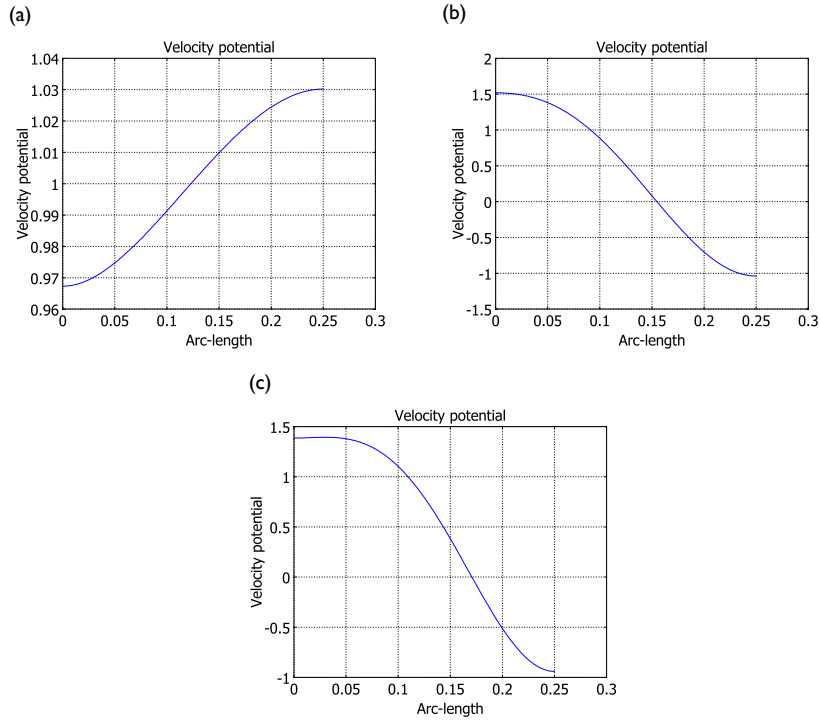 (a)
Velocity potential
1.04
1.03
1.02
1.01
1
0.99
0.98
0.97
0.96
Velocity potential
0 0.05 0.1 0.15 0.2 0.25 0.3
Arc-length
(b)
Velocity potential
2
1.5
1
0.5
0
-0.5
-1
-1.5
Velocity potential
0 0.05 0.1 0.15 0.2 0.25 0.3
Arc-length
(c)
Velocity potential
1.5
1
0.5
0
-0.5
-1
Velocity potential
0 0.05 0.1 0.15 0.2 0.25 0.3
Arc-length